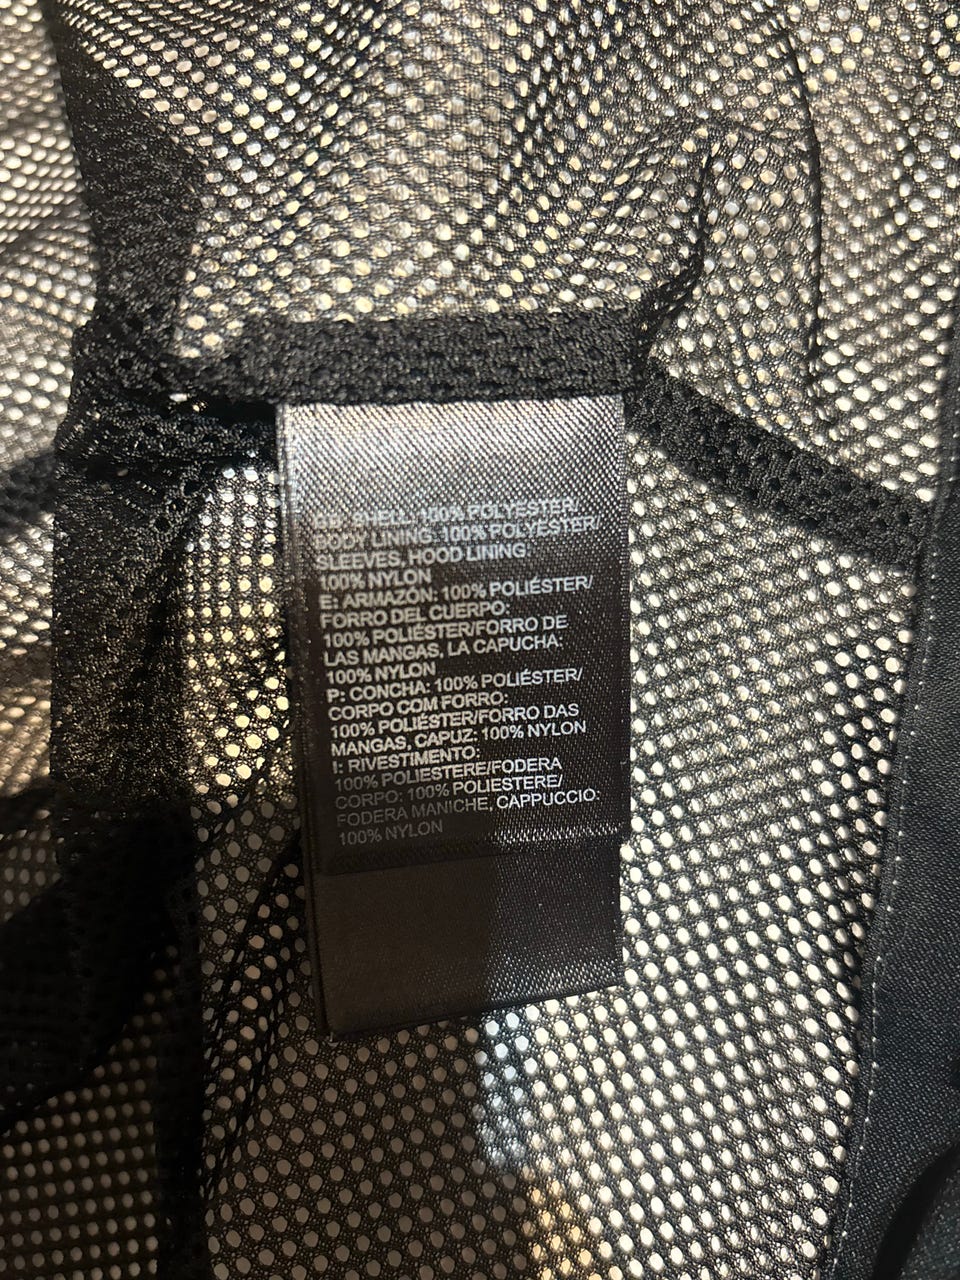 GB: SHELL: 100% POLYESTER/
BODY LINING: 100% POLYESTER/
SLEEVES, HOOD LINING:
100% NYLON
E: ARMAZÓN: 100% POLIÉSTER/
FORRO DEL CUERPO:
100% POLIÉSTER/FORRO DE
LAS MANGAS, LA CAPUCHA:
100% NYLON
P: CONCHA: 100% POLIÉSTER/
CORPO COM FORRO:
100% POLIÉSTER/FORRO DAS
MANGAS, CAPUZ: 100% NYLON
I: RIVESTIMENTO:
100% POLIESTERE/FODERA
CORPO: 100% POLIESTERE/
FODERA MANICHE, CAPPUCCIO:
100% NYLON